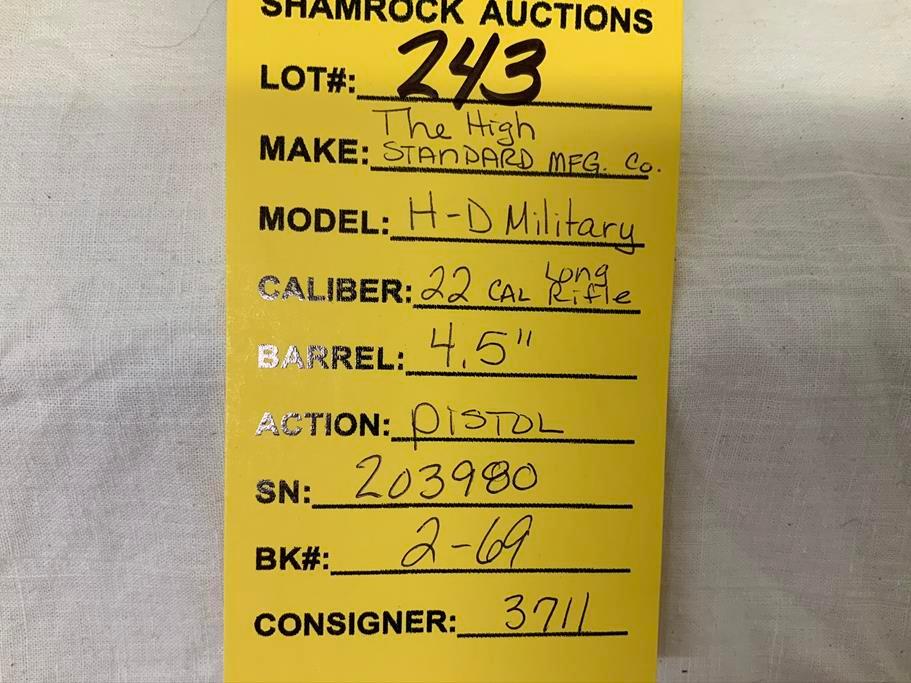 SHAMROCK AUCTIONS
LOT#: 243
The High
MAKE: STANDARD MFG. Co.
MODEL: H-D Military
Long
CALIBER: 22 CAL Rifle
BARREL: 4.5"
ACTION: PISTOL
SN: 203980
BK#: 2-69
CONSIGNER: 3711